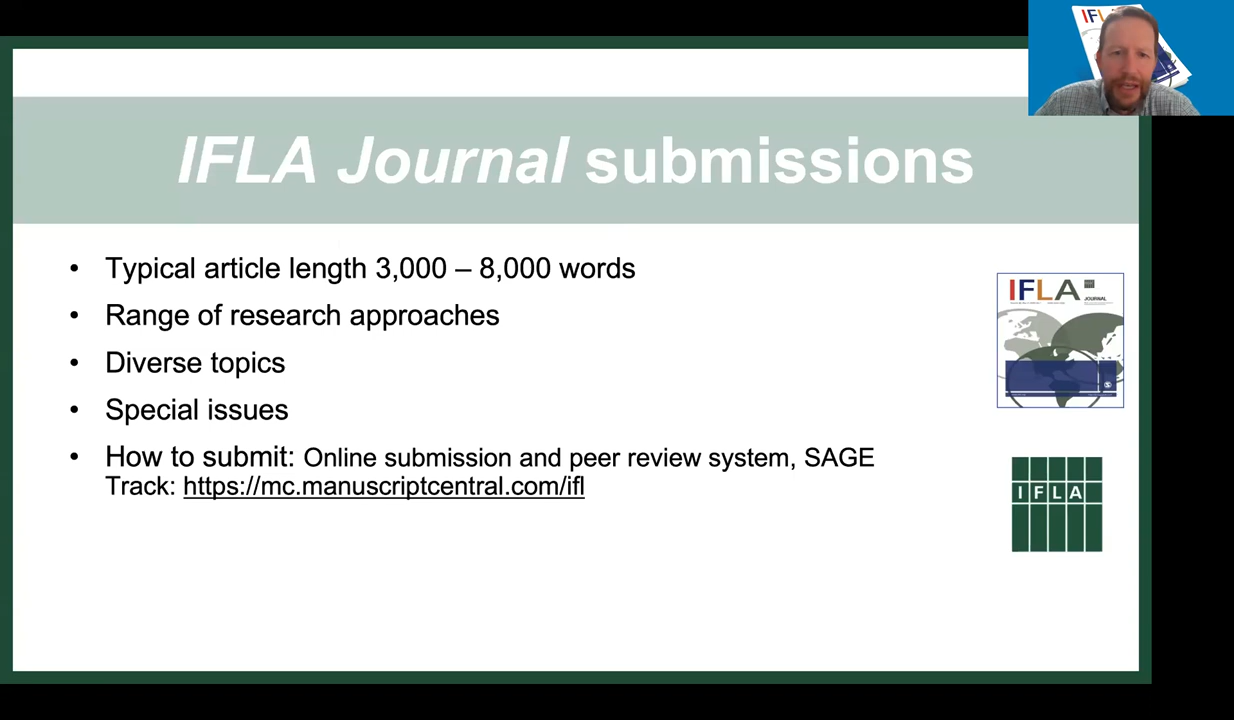 IFLA Journal submissions
• Typical article length 3,000 – 8,000 words
• Range of research approaches
• Diverse topics
• Special issues
• How to submit: Online submission and peer review system, SAGE
Track: https://mc.manuscriptcentral.com/ifl
IFLA
JOURNAL
IFLA
IFL